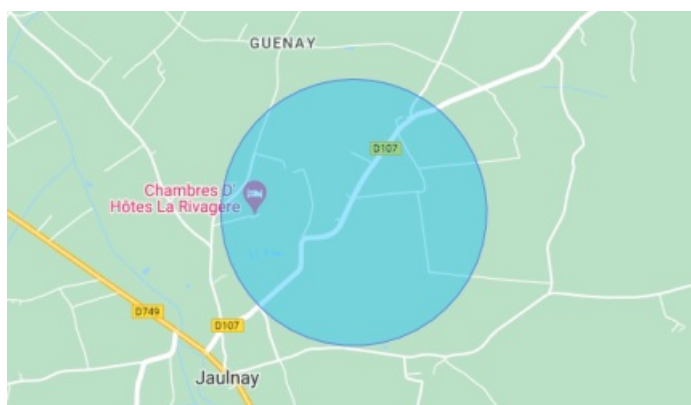 GUENAY
D107
Chambres D'
Hôtes La Rivagère
D749
D107
Jaulnay